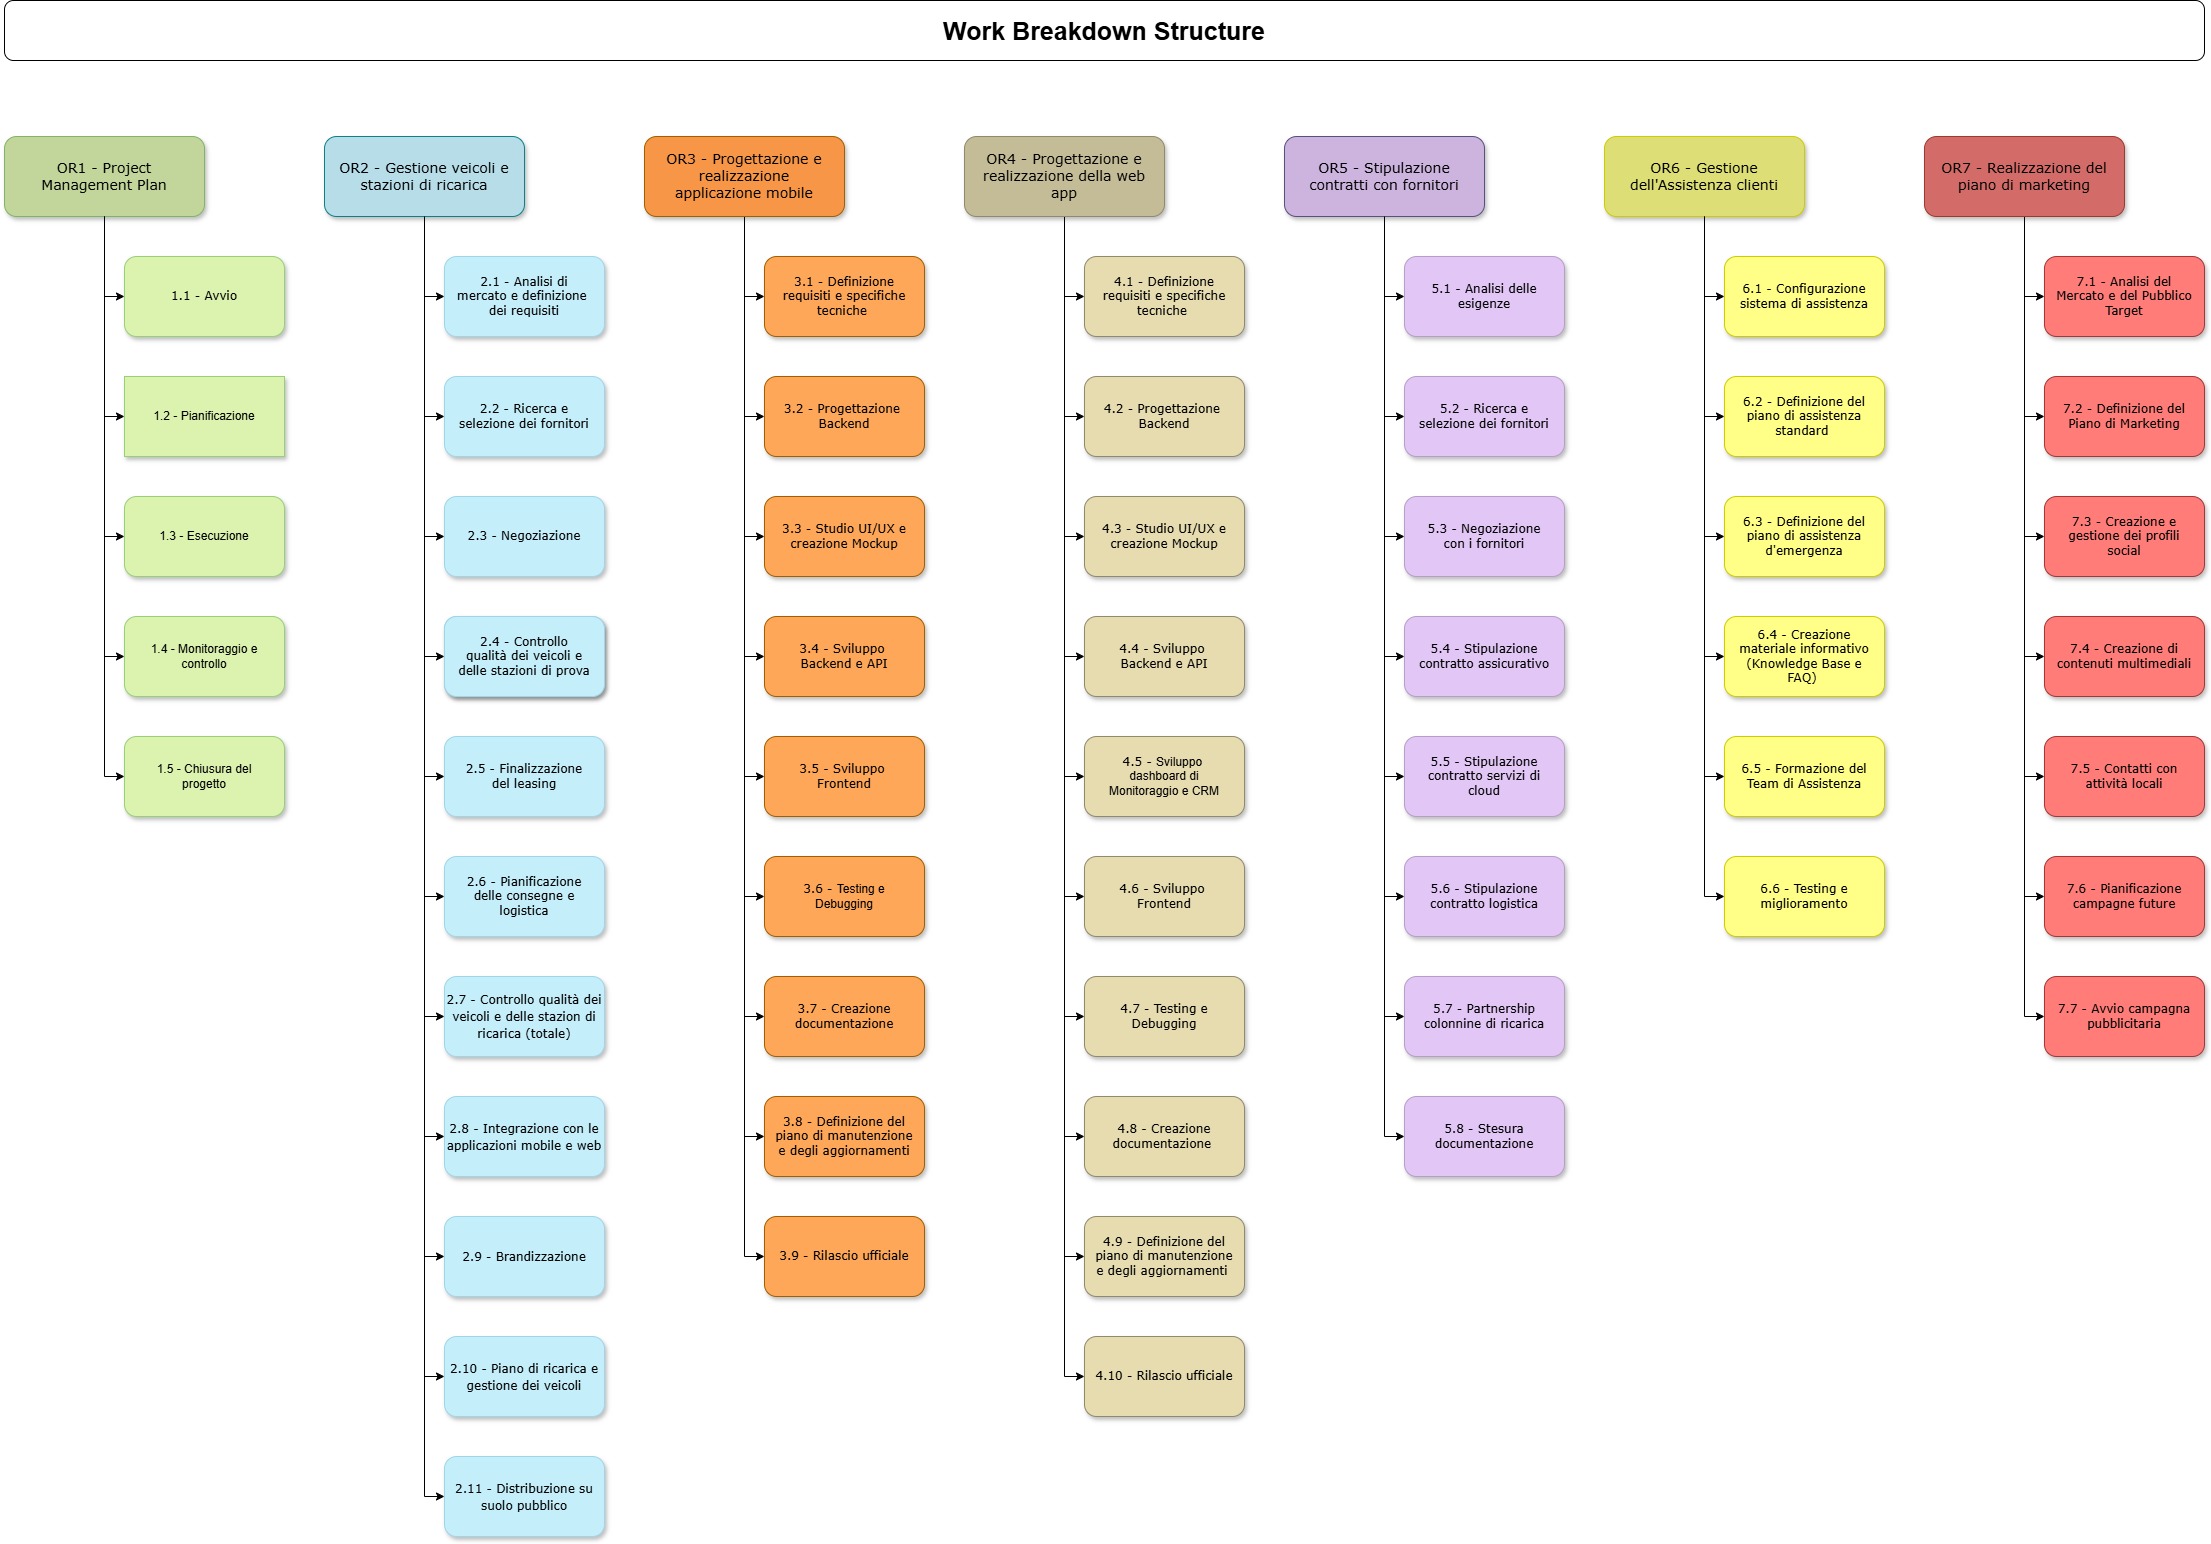 Work Breakdown Structure
OR1 - Project
Management Plan
1.1 - Avvio
1.2 - Pianificazione
1.3 - Esecuzione
1.4 - Monitoraggio e
controllo
1.5 - Chiusura del
progetto
OR2 - Gestione veicoli e
stazioni di ricarica
2.1 - Analisi di
mercato e definizione
dei requisiti
2.2 - Ricerca e
selezione dei fornitori
2.3 - Negoziazione
2.4 - Controllo
qualità dei veicoli e
delle stazioni di prova
2.5 - Finalizzazione
del leasing
2.6 - Pianificazione
delle consegne e
logistica
2.7 - Controllo qualità dei
veicoli e delle stazion di
ricarica (totale)
2.8 - Integrazione con le
applicazioni mobile e web
2.9 - Brandizzazione
2.10 - Piano di ricarica e
gestione dei veicoli
2.11 - Distribuzione su
suolo pubblico
OR3 - Progettazione e
realizzazione
applicazione mobile
3.1 - Definizione
requisiti e specifiche
tecniche
3.2 - Progettazione
Backend
3.3 - Studio UI/UX e
creazione Mockup
3.4 - Sviluppo
Backend e API
3.5 - Sviluppo
Frontend
3.6 - Testing e
Debugging
3.7 - Creazione
documentazione
3.8 - Definizione del
piano di manutenzione
e degli aggiornamenti
3.9 - Rilascio ufficiale
OR4 - Progettazione e
realizzazione della web
app
4.1 - Definizione
requisiti e specifiche
tecniche
4.2 - Progettazione
Backend
4.3 - Studio UI/UX e
creazione Mockup
4.4 - Sviluppo
Backend e API
4.5 - Sviluppo
dashboard di
Monitoraggio e CRM
4.6 - Sviluppo
Frontend
4.7 - Testing e
Debugging
4.8 - Creazione
documentazione
4.9 - Definizione del
piano di manutenzione
e degli aggiornamenti
4.10 - Rilascio ufficiale
OR5 - Stipulazione
contratti con fornitori
5.1 - Analisi delle
esigenze
5.2 - Ricerca e
selezione dei fornitori
5.3 - Negoziazione
con i fornitori
5.4 - Stipulazione
contratto assicurativo
5.5 - Stipulazione
contratto servizi di
cloud
5.6 - Stipulazione
contratto logistica
5.7 - Partnership
colonnine di ricarica
5.8 - Stesura
documentazione
OR6 - Gestione
dell'Assistenza clienti
6.1 - Configurazione
sistema di assistenza
6.2 - Definizione del
piano di assistenza
standard
6.3 - Definizione del
piano di assistenza
d'emergenza
6.4 - Creazione
materiale informativo
(Knowledge Base e
FAQ)
6.5 - Formazione del
Team di Assistenza
6.6 - Testing e
miglioramento
OR7 - Realizzazione del
piano di marketing
7.1 - Analisi del
Mercato e del Pubblico
Target
7.2 - Definizione del
Piano di Marketing
7.3 - Creazione e
gestione dei profili
social
7.4 - Creazione di
contenuti multimediali
7.5 - Contatti con
attività locali
7.6 - Pianificazione
campagne future
7.7 - Avvio campagna
pubblicitaria